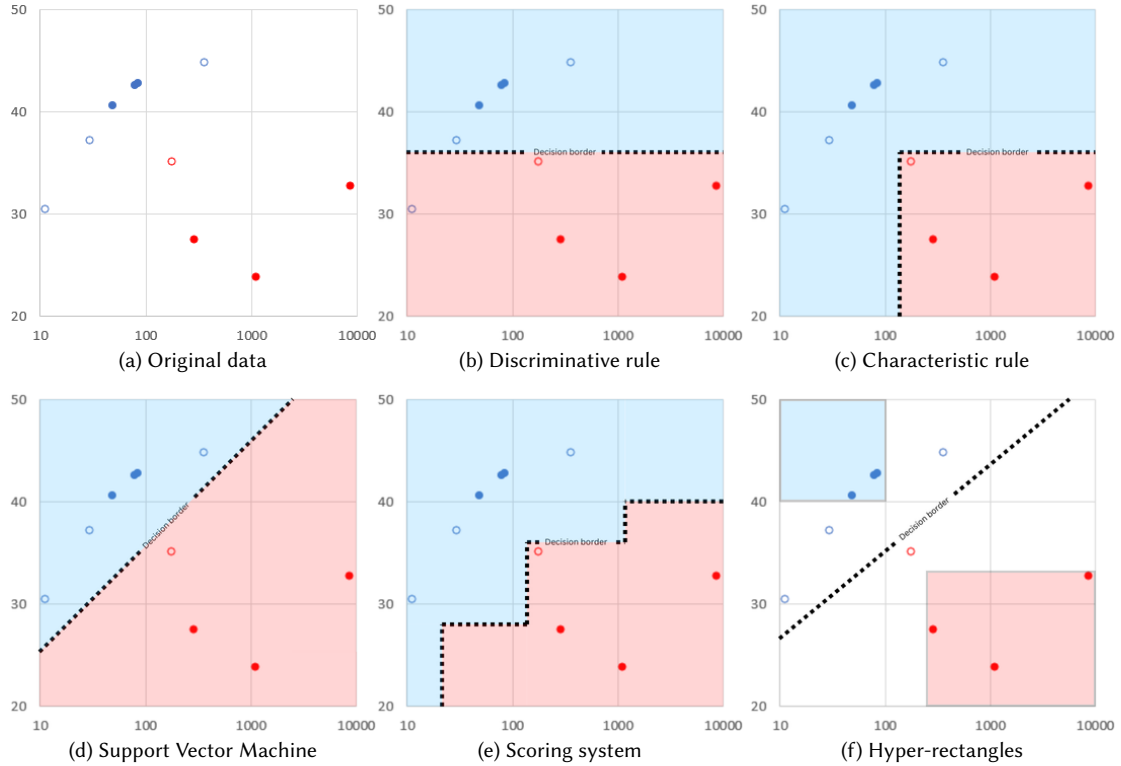 50
40
30
20
10 100 1000 10000
(a) Original data
50
40
30
20
Decision border
10 100 1000 10000
(b) Discriminative rule
50
40
30
20
Decision border
10 100 1000 10000
(c) Characteristic rule
50
40
30
20
Decision border
10 100 1000 10000
(d) Support Vector Machine
50
40
30
20
Decision border
10 100 1000 10000
(e) Scoring system
50
40
30
20
Decision border
10 100 1000 10000
(f) Hyper-rectangles